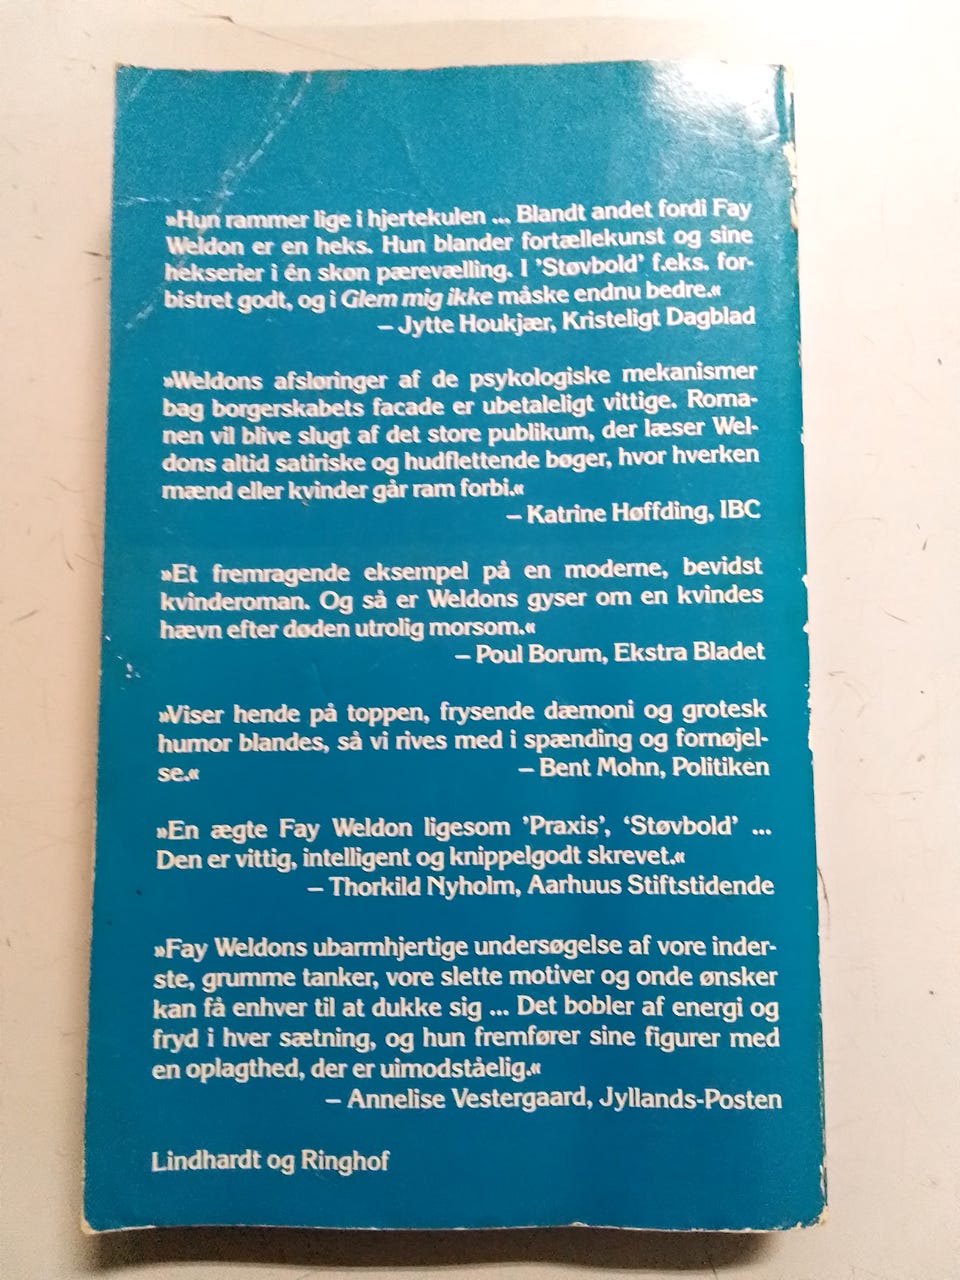 »Hun rammer lige i hjertekulen ... Blandt andet fordi Fay
Weldon er en heks. Hun blander fortællekunst og sine
hekserier i én skøn pærevælling. I ’Støvbold’ f.eks. for-
bistret godt, og i Glem mig ikke måske endnu bedre.«
– Jytte Houkjær, Kristeligt Dagblad
»Weldons afsløringer af de psykologiske mekanismer
bag borgerskabets facade er ubetaleligt vittige. Roma-
nen vil blive slugt af det store publikum, der læser Wel-
dons altid satiriske og hudflettende bøger, hvor hverken
mænd eller kvinder går ram forbi.«
– Katrine Høffding, IBC
»Et fremragende eksempel på en moderne, bevidst
kvinderoman. Og så er Weldons gyser om en kvindes
hævn efter døden utrolig morsom.«
– Poul Borum, Ekstra Bladet
»Viser hende på toppen, frysende dæmoni og grotesk
humor blandes, så vi rives med i spænding og fornøjel-
se.« – Bent Mohn, Politiken
»En ægte Fay Weldon ligesom ’Praxis’, ‘Støvbold’ ...
Den er vittig, intelligent og knippelgodt skrevet.«
– Thorkild Nyholm, Aarhuus Stiftstidende
»Fay Weldons ubarmhjertige undersøgelse af vore inder-
ste, grumme tanker, vore slette motiver og onde ønsker
kan få enhver til at dukke sig ... Det bobler af energi og
fryd i hver sætning, og hun fremfører sine figurer med
en oplagthed, der er uimodståelig.«
– Annelise Vestergaard, Jyllands-Posten
Lindhardt og Ringhof